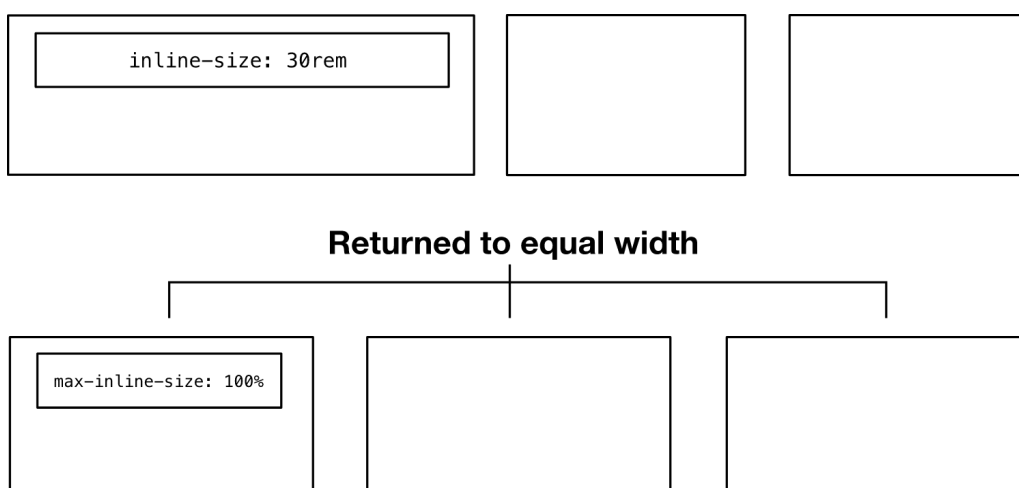 inline-size: 30rem
Returned to equal width
max-inline-size: 100%